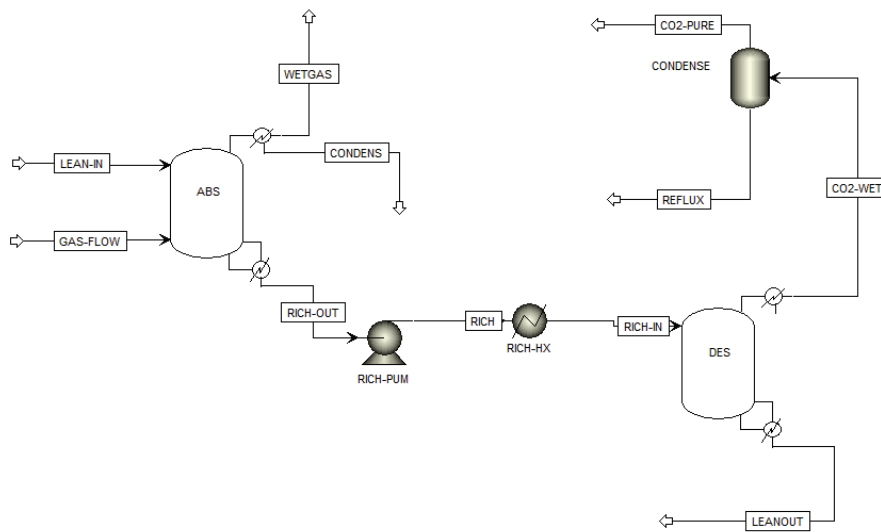 CO2-PURE
CONDENSE
WETGAS
CONDENS
LEAN-IN
ABS
CO2-WET
REFLUX
GAS-FLOW
RICH-OUT
RICH
RICH-IN
RICH-HX
DES
RICH-PUM
LEANOUT